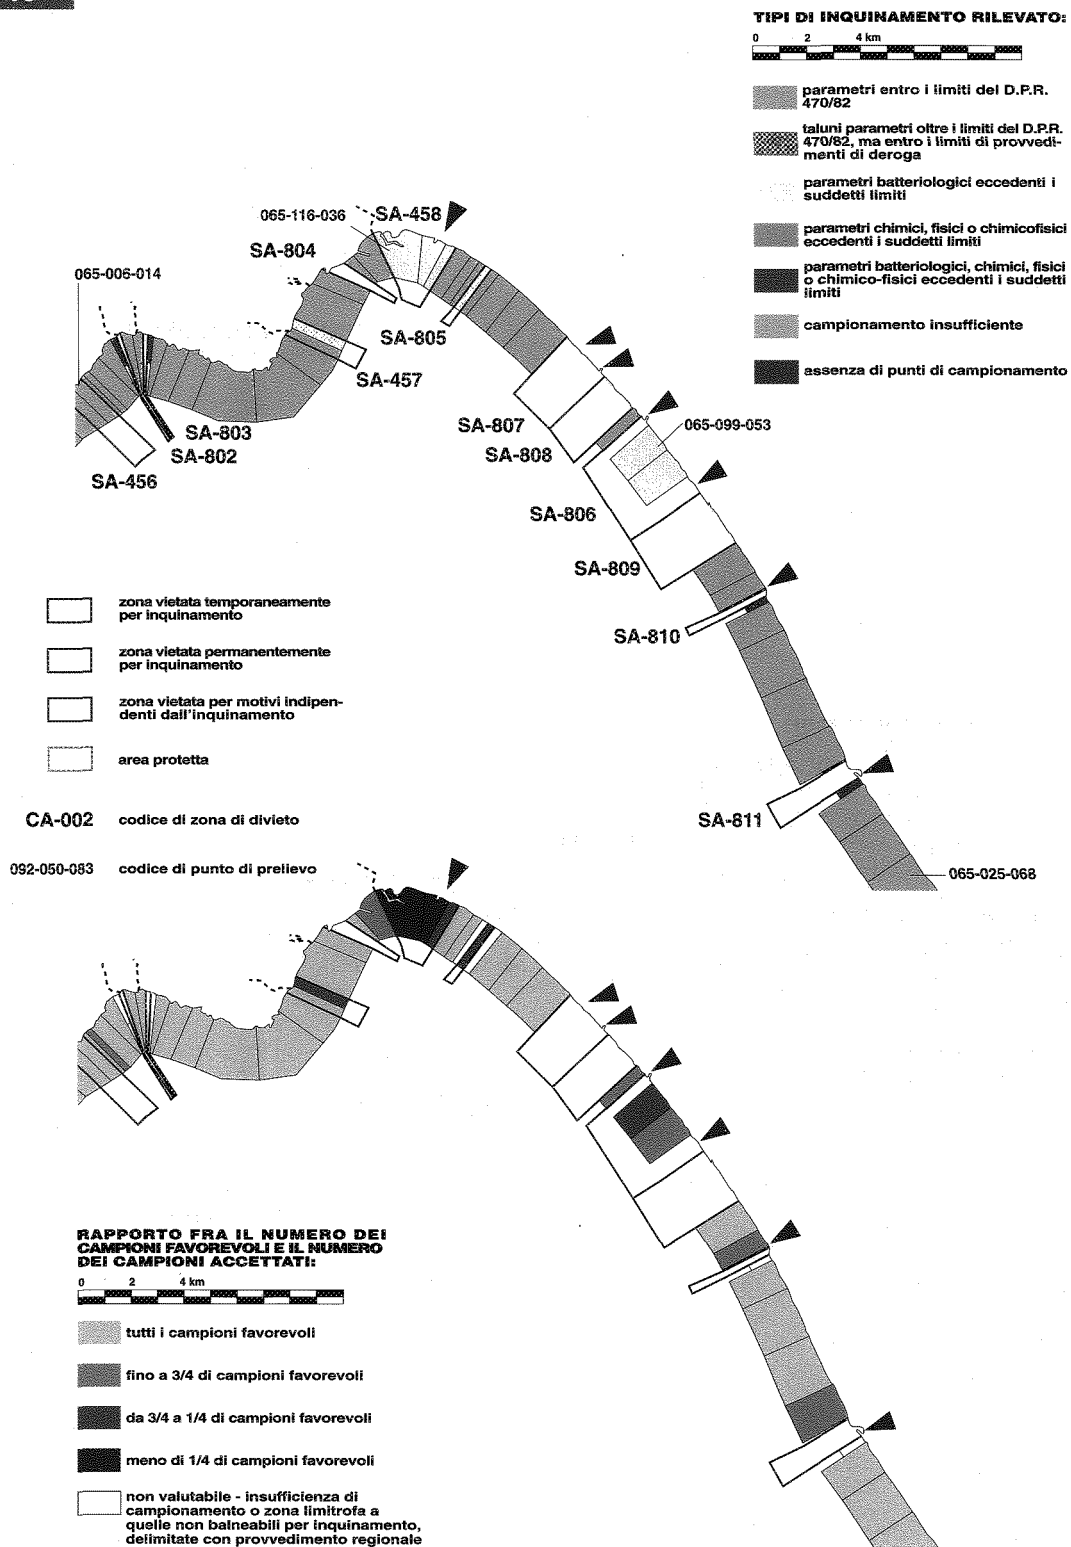 TIPI DI INQUINAMENTO RILEVATO:
0 2 4 km
parametri entro i limiti del D.P.R.
470/82
taluni parametri oltre i limiti del D.P.R.
470/82, ma entro i limiti di provvedi-
menti di deroga
parametri batteriologici eccedenti i
suddetti limiti
parametri chimici, fisici o chimicofisici
eccedenti i suddetti limiti
parametri batteriologici, chimici, fisici
o chimico-fisici eccedenti i suddetti
limiti
campionamento insufficiente
assenza di punti di campionamento
065-116-036
SA-458
SA-804
065-006-014
SA-805
SA-457
SA-803
SA-802
SA-456
SA-807
SA-808
065-099-053
SA-806
SA-809
SA-810
SA-811
065-025-068
zona vietata temporaneamente
per inquinamento
zona vietata permanentemente
per inquinamento
zona vietata per motivi indipen-
denti dall'inquinamento
area protetta
CA-002 codice di zona di divieto
092-050-083 codice di punto di prelievo
RAPPORTO FRA IL NUMERO DEI
CAMPIONI FAVOREVOLI E IL NUMERO
DEI CAMPIONI ACCETTATI:
0 2 4 km
tutti i campioni favorevoli
fino a 3/4 di campioni favorevoli
da 3/4 a 1/4 di campioni favorevoli
meno di 1/4 di campioni favorevoli
non valutabile - insufficienza di
campionamento o zona limitrofa a
quelle non balneabili per inquinamento,
delimitate con provvedimento regionale